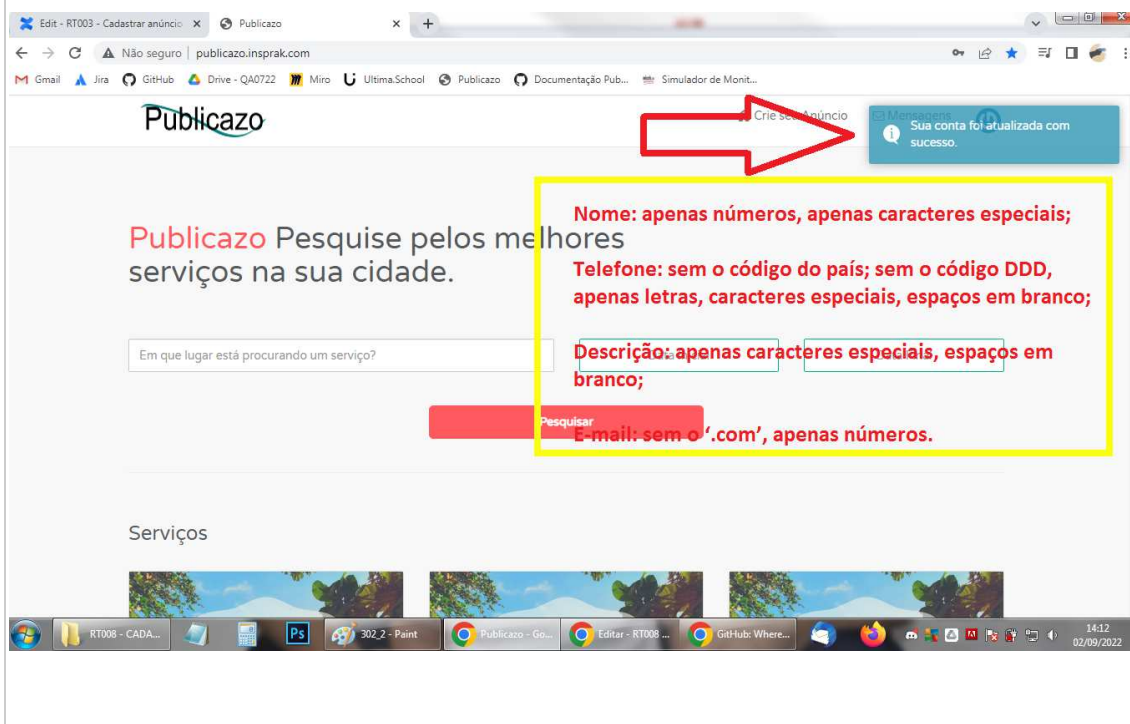 Edit - RT003 - Cadastrar anúncio
Publicazo
Não seguro | publicazo.insprak.com
Gmail
Jira
GitHub
Drive - QA0722
Miro
Ultima.School
Publicazo
Documentação Pub...
Simulador de Monit...
Publicazo
Crie seu Anúncio
Mensagens
Sua conta foi atualizada com
sucesso.
Publicazo Pesquise pelos melhores
serviços na sua cidade.
Em que lugar está procurando um serviço?
Pesquisar
Nome: apenas números, apenas caracteres especiais;
Telefone: sem o código do país; sem o código DDD,
apenas letras, caracteres especiais, espaços em branco;
Descrição: apenas caracteres especiais, espaços em
branco;
E-mail: sem o ‘.com’, apenas números.
Serviços
RT008 - CADA...
Ps
302_2 - Paint
Publicazo - Go...
Editar - RT008 ...
GitHub: Where...
14:12
02/09/2022